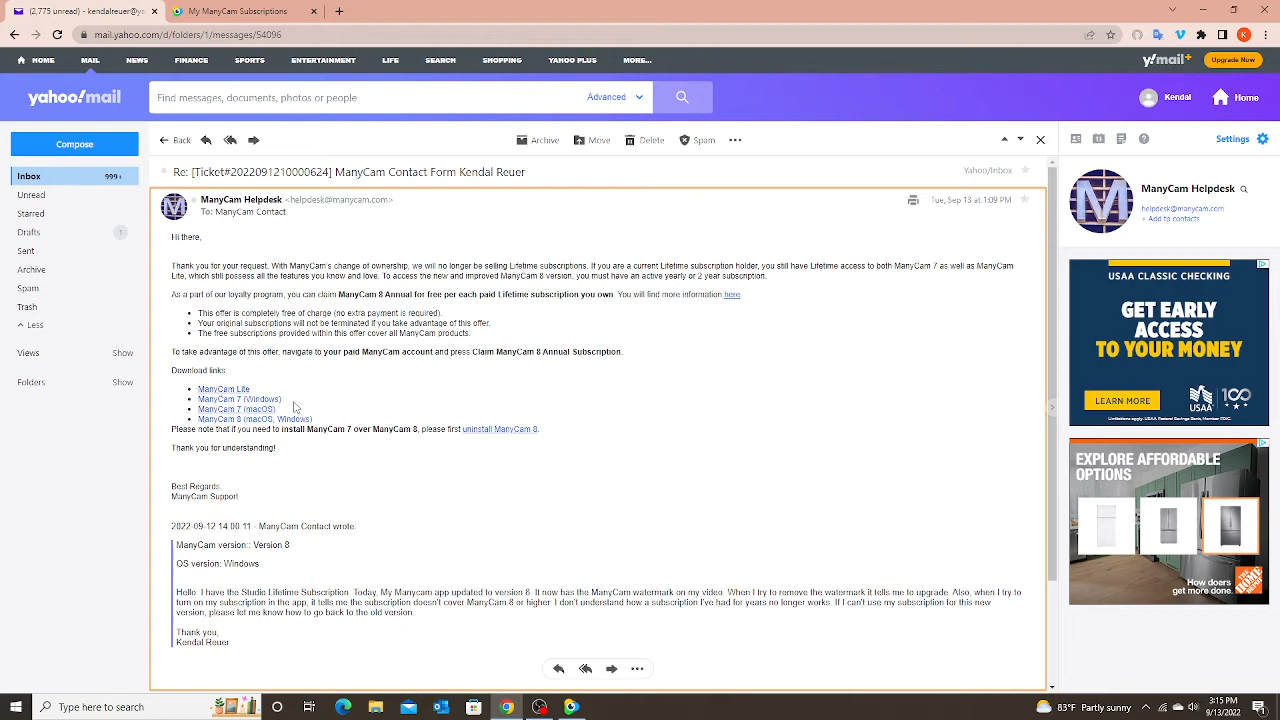 (2,775 unread) - kendalreuer@ya
My ManyCam Subscriptions
mail.yahoo.com/d/folders/1/messages/54096
K
HOME MAIL NEWS FINANCE SPORTS ENTERTAINMENT LIFE SEARCH SHOPPING YAHOO PLUS MORE...
y!mail+ Upgrade Now
yahoo!mail
Find messages, documents, photos or people
Advanced
Kendal
Home
Compose
Back
Archive Move Delete Spam
Settings
Inbox 999+
Unread
Starred
Drafts 1
Sent
Archive
Spam
Trash
Less
Views Show
Folders Show
Re: [Ticket#2022091210000624] ManyCam Contact Form Kendal Reuer
Yahoo/Inbox
ManyCam Helpdesk <helpdesk@manycam.com>
To: ManyCam Contact
Tue, Sep 13 at 1:09 PM
Hi there,
Thank you for your request. With ManyCam's change of ownership, we will no longer be selling Lifetime subscriptions. If you are a current Lifetime subscription holder, you still have Lifetime access to both ManyCam 7 as well as ManyCam
Lite, which still possess all the features you know and love. To access the new and improved ManyCam 8 version, you must have an active yearly or 2 year subscription.
As a part of our loyalty program, you can claim ManyCam 8 Annual for free per each paid Lifetime subscription you own. You will find more information here
This offer is completely free of charge (no extra payment is required).
Your original subscriptions will not be terminated if you take advantage of this offer.
The free subscriptions provided within this offer cover all ManyCam products.
To take advantage of this offer, navigate to your paid ManyCam account and press Claim ManyCam 8 Annual Subscription.
Download links:
ManyCam Lite
ManyCam 7 (Windows)
ManyCam 7 (macOS)
ManyCam 8 (macOS, Windows)
Please note that if you need to install ManyCam 7 over ManyCam 8, please first uninstall ManyCam 8.
Thank you for understanding!
Best Regards,
ManyCam Support
2022-09-12 14:00:11 - ManyCam Contact wrote:
ManyCam version:: Version 8
OS version: Windows
Hello. I have the Studio Lifetime Subscription. Today, My Manycam app updated to version 8. It now has the ManyCam watermark on my video. When I try to remove the watermark it tells me to upgrade. Also, when I try to
turn on my subscription in the app, it tells me the subscription doesn't cover ManyCam 8 or higher. I don't understand how a subscription I've had for years no longer works. If I can't use my subscription for this new
version, please let me know how to go back to the old version.
Thank you,
Kendal Reuer
ManyCam Helpdesk
helpdesk@manycam.com
+ Add to contacts
USAA CLASSIC CHECKING
GET EARLY
ACCESS
TO YOUR MONEY
LEARN MORE
USAA
100
Limitations apply. USAA Federal Savings Bank, Member FDIC.
EXPLORE AFFORDABLE
OPTIONS
How doers
get more done.
Type here to search
83°F Partly sunny
3:15 PM
9/13/2022